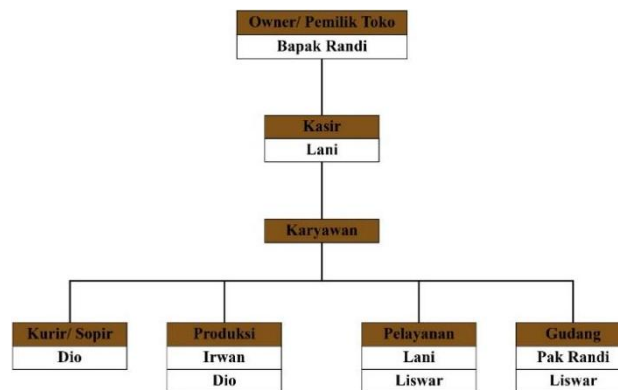 Owner/ Pemilik Toko
Bapak Randi
Kasir
Lani
Karyawan
Kurir/ Sopir
Dio
Produksi
Irwan
Dio
Pelayanan
Lani
Liswar
Gudang
Pak Randi
Liswar